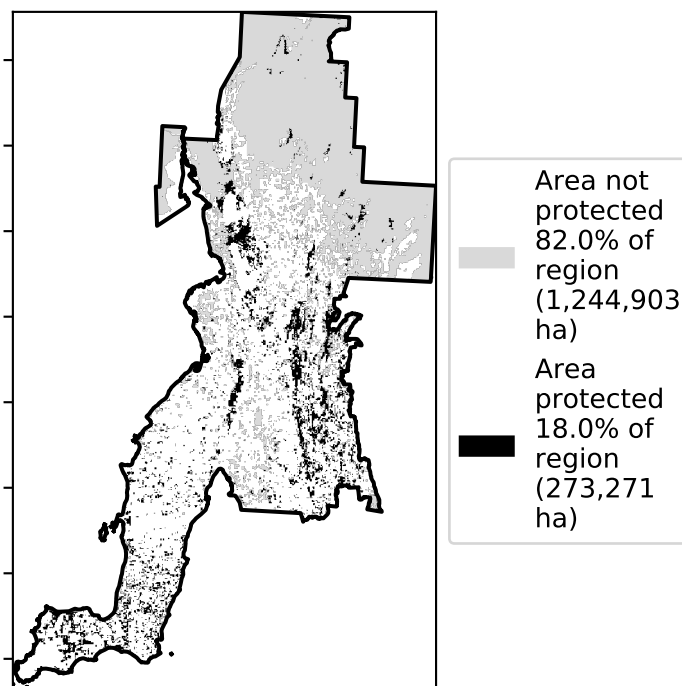 Area not
protected
82.0% of
region
(1,244,903
ha)
Area
protected
18.0% of
region
(273,271
ha)